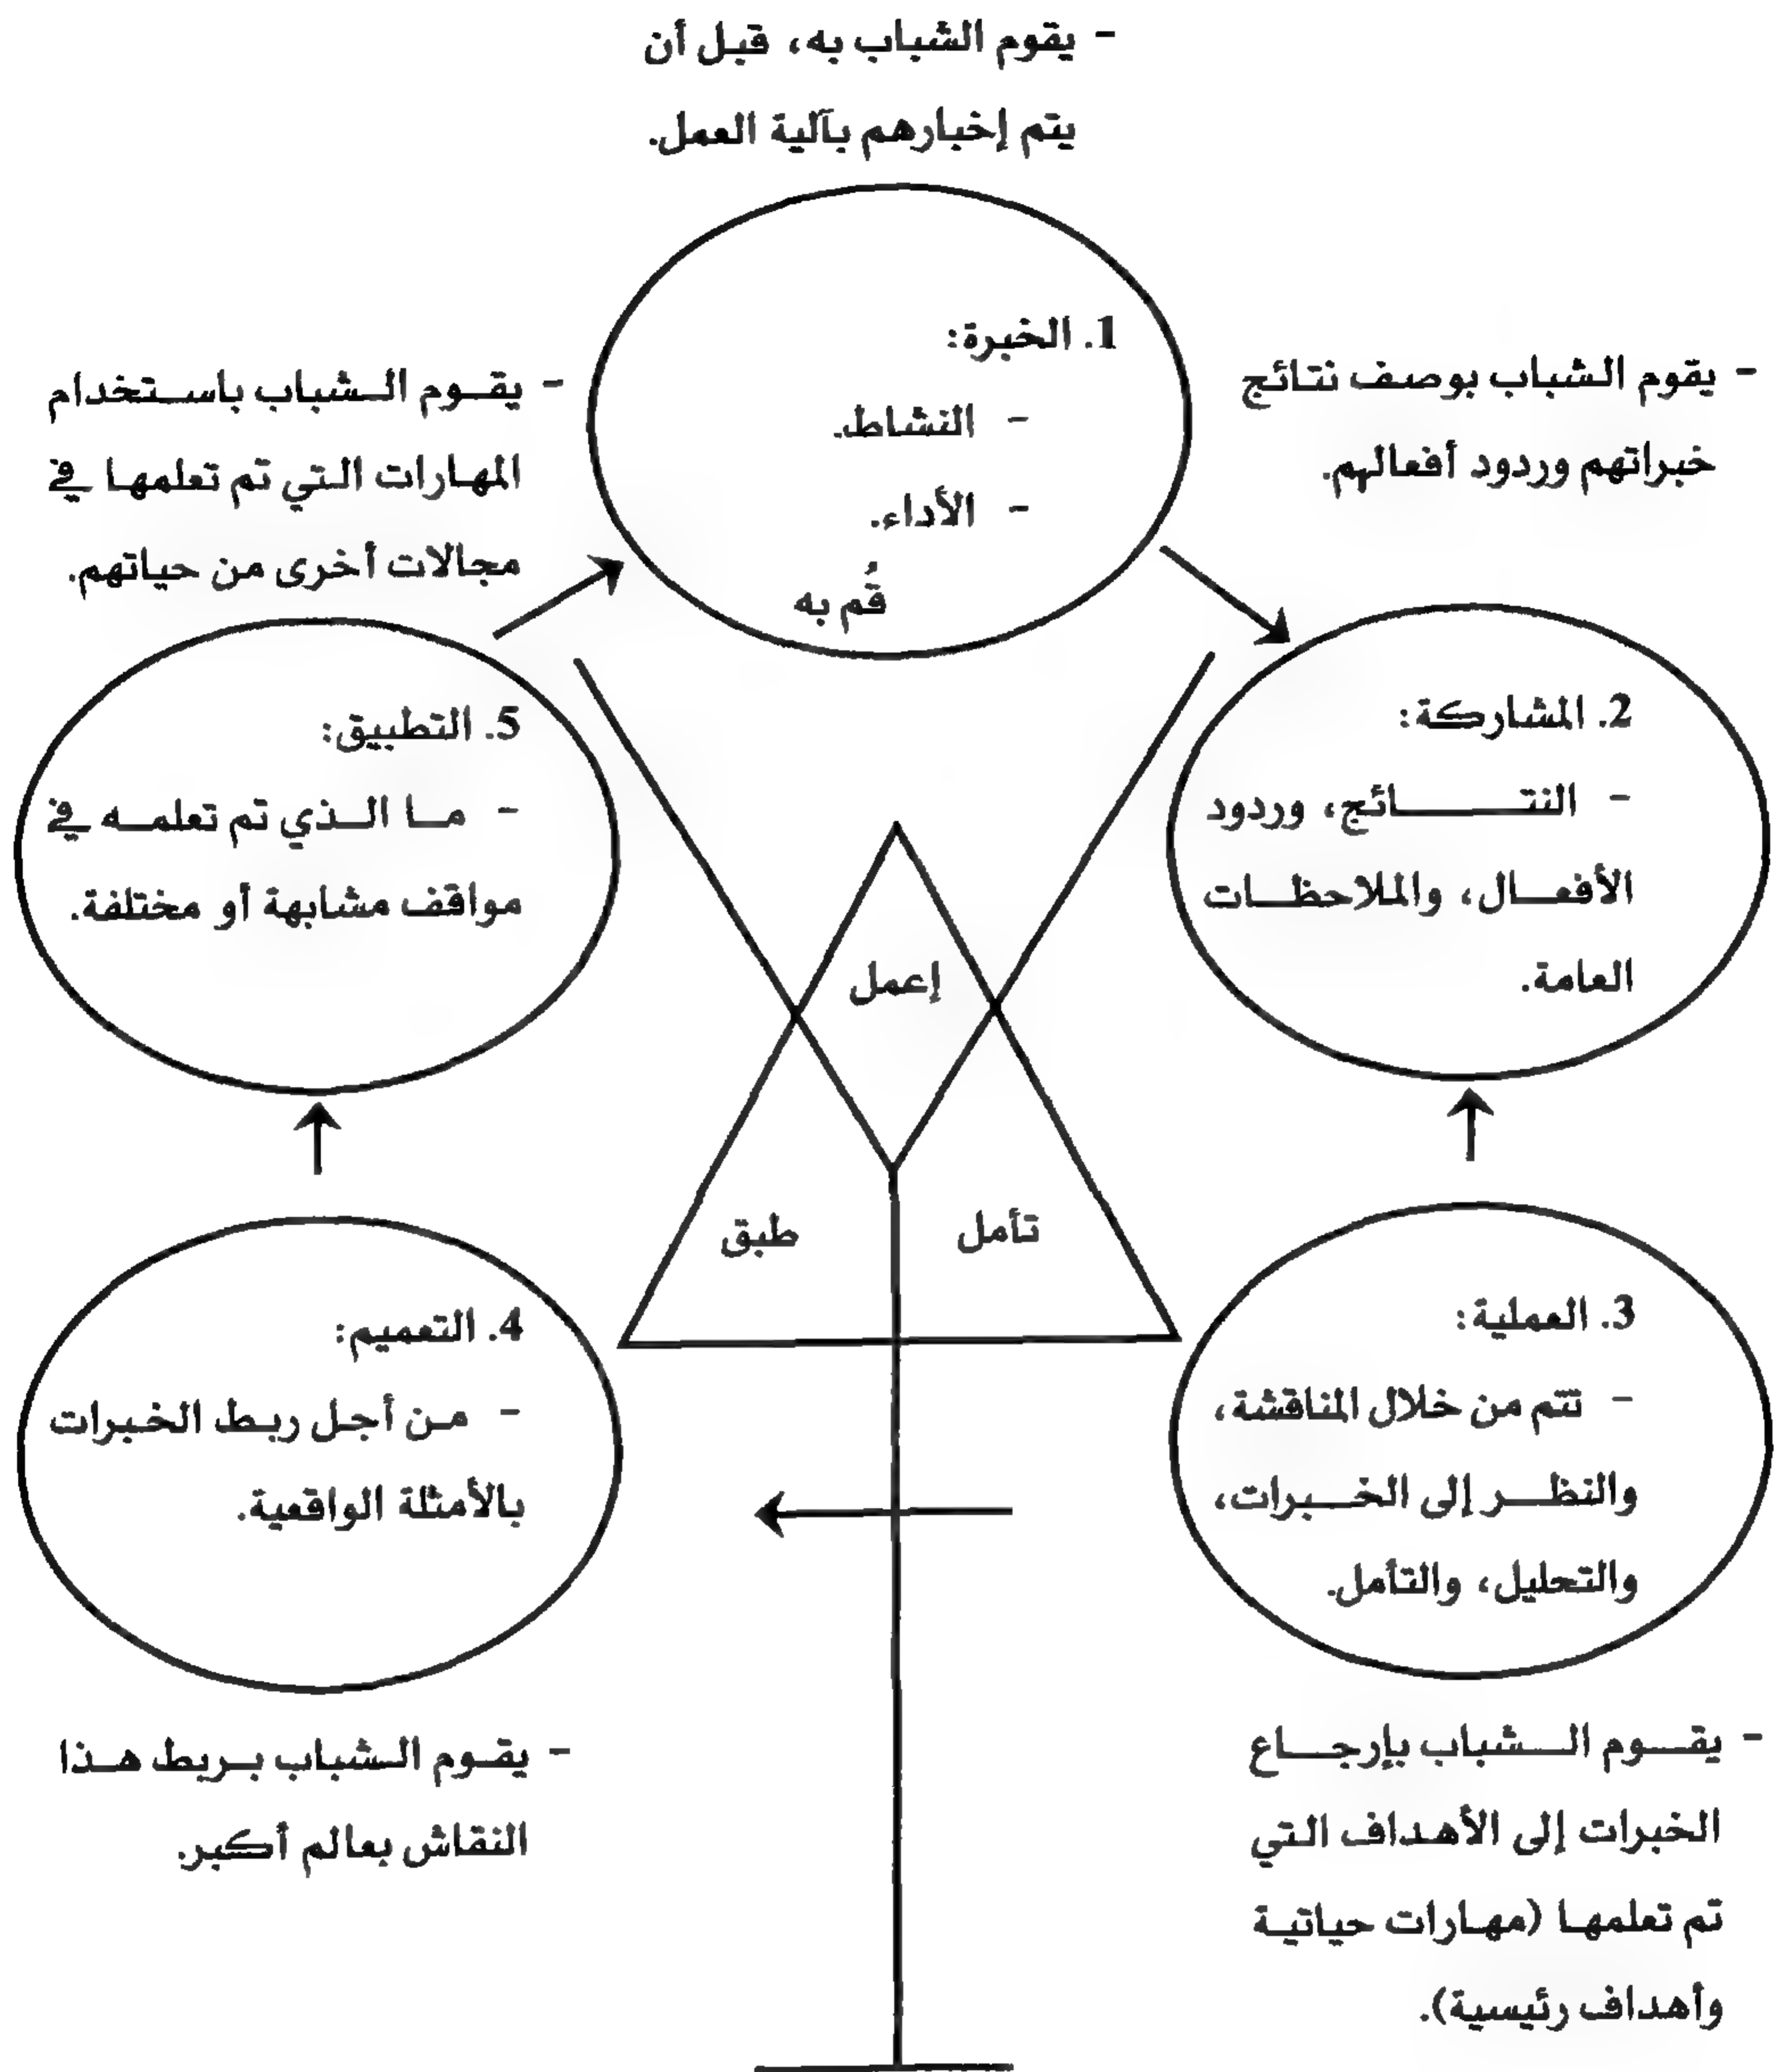 - يقوم الشباب به، قبل أن
يتم إخبارهم بآلية العمل.
1. الخبرة:
- النشاط.
- الأداء.
قُم به
- يقوم الشباب بوصف نتائج
خبراتهم وردود أفعالهم.
2. المشاركة:
- النتائج، وردود
الأفعال، والملاحظات
العامة.
3. العملية:
- تتم من خلال المناقشة،
والنظر إلى الخبرات،
والتحليل، والتأمل.
- يقوم الشباب بإرجاع
الخبرات إلى الأهداف التي
تم تعلمها (مهارات حياتية
وأهداف رئيسية).
4. التعميم:
- من أجل ربط الخبرات
بالأمثلة الواقعية.
- يقوم الشباب بربط هذا
النقاش بعالم أكبر.
- يقوم الشباب باستخدام
المهارات التي تم تعلمها في
مجالات أخرى من حياتهم.
5. التطبيق:
- ما الذي تم تعلمه في
مواقف مشابهة أو مختلفة.
إعمل
تأمل
طبق